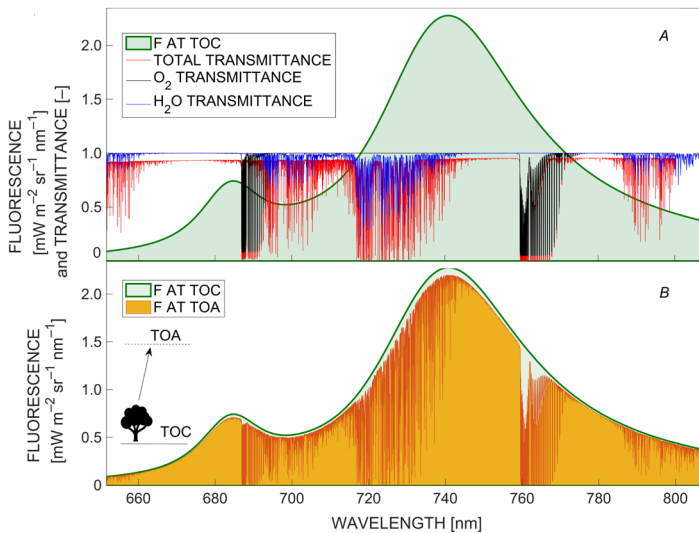 A
F AT TOC
TOTAL TRANSMITTANCE
O₂ TRANSMITTANCE
H₂O TRANSMITTANCE
FLUORESCENCE
[mW m⁻² sr⁻¹ nm⁻¹]
and TRANSMITTANCE [–]
2.0
1.5
1.0
0.5
0
B
F AT TOC
F AT TOA
TOA
TOC
FLUORESCENCE
[mW m⁻² sr⁻¹ nm⁻¹]
2.0
1.5
1.0
0.5
0
660 680 700 720 740 760 780 800
WAVELENGTH [nm]